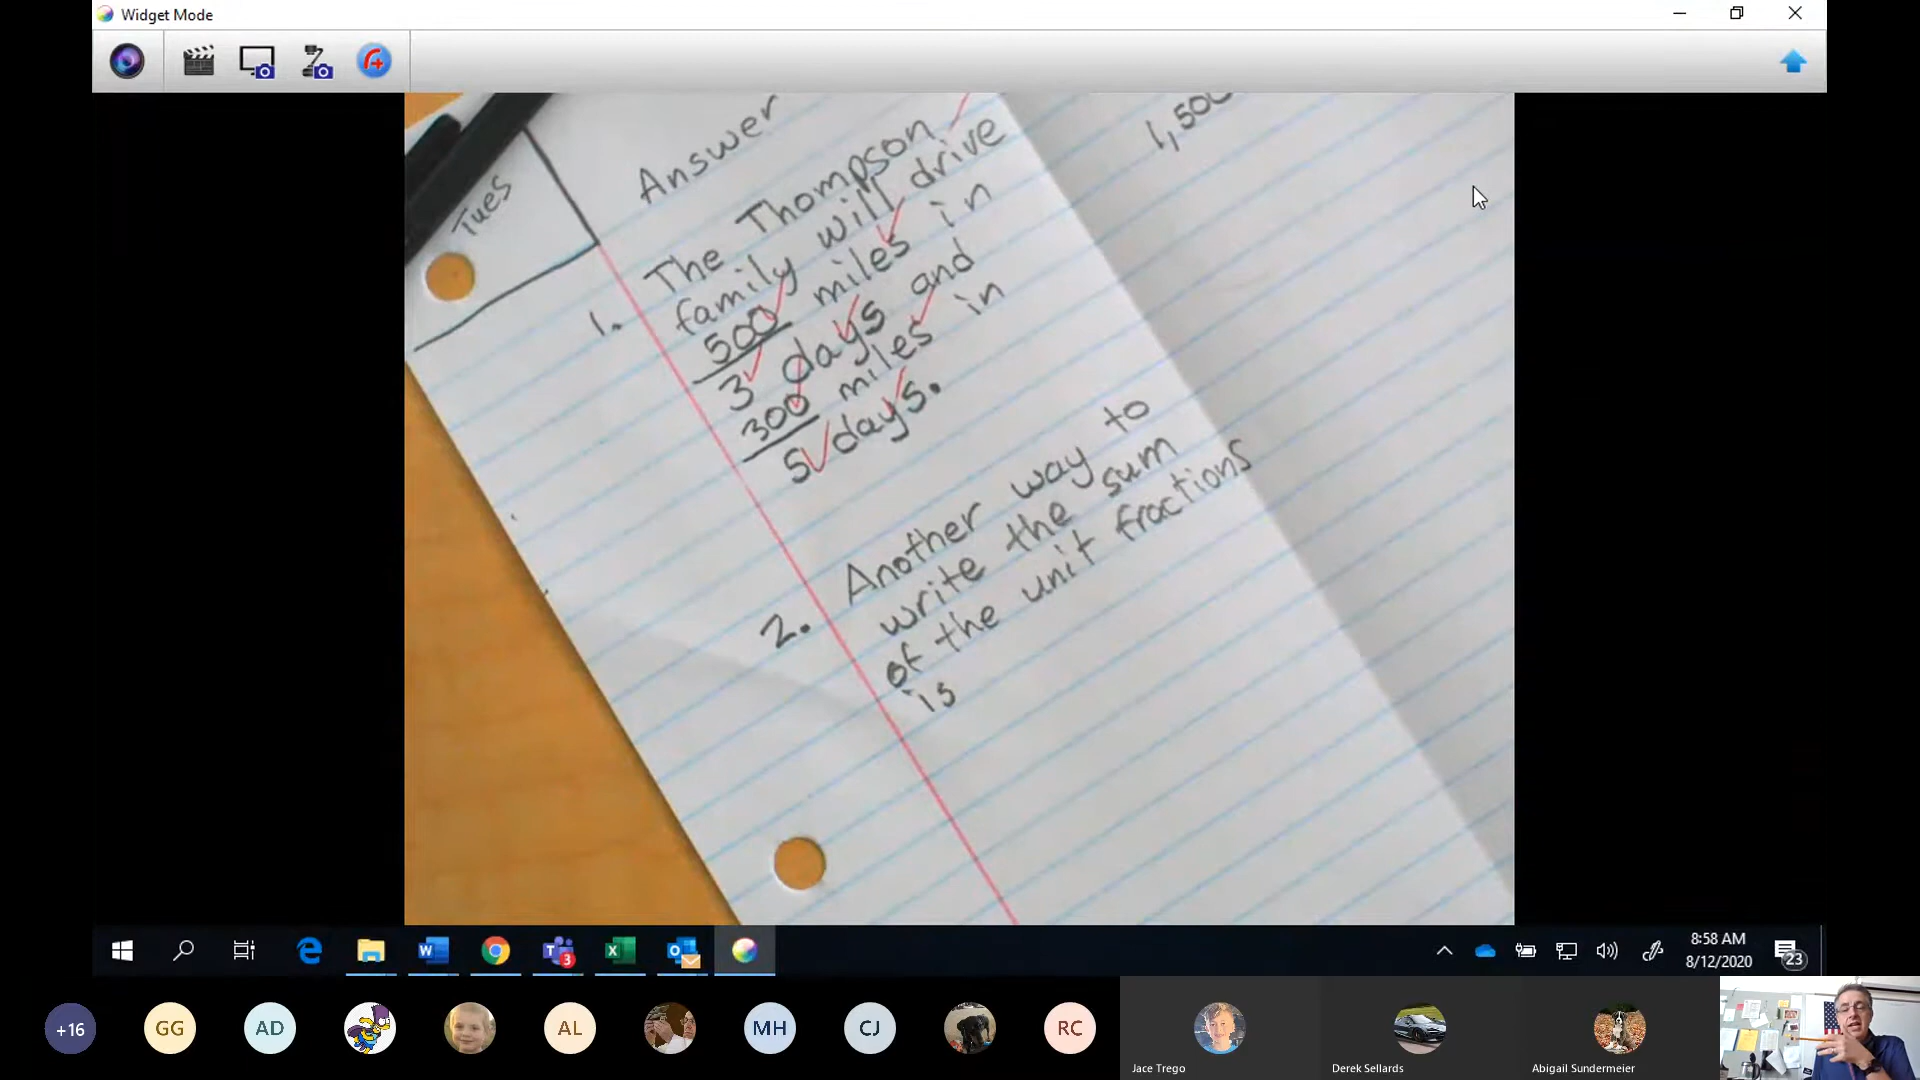 Widget Mode
Tues
Answer
1,500
1.
The Thompson
family will drive
500 miles in
3 days and
300 miles in
5 days.
2.
Another way to
write the sum
of the unit fractions
is
8:58 AM
8/12/2020
23
3
+16
GG
AD
AL
MH
CJ
RC
Jace Trego
Derek Sellards
Abigail Sundermeier